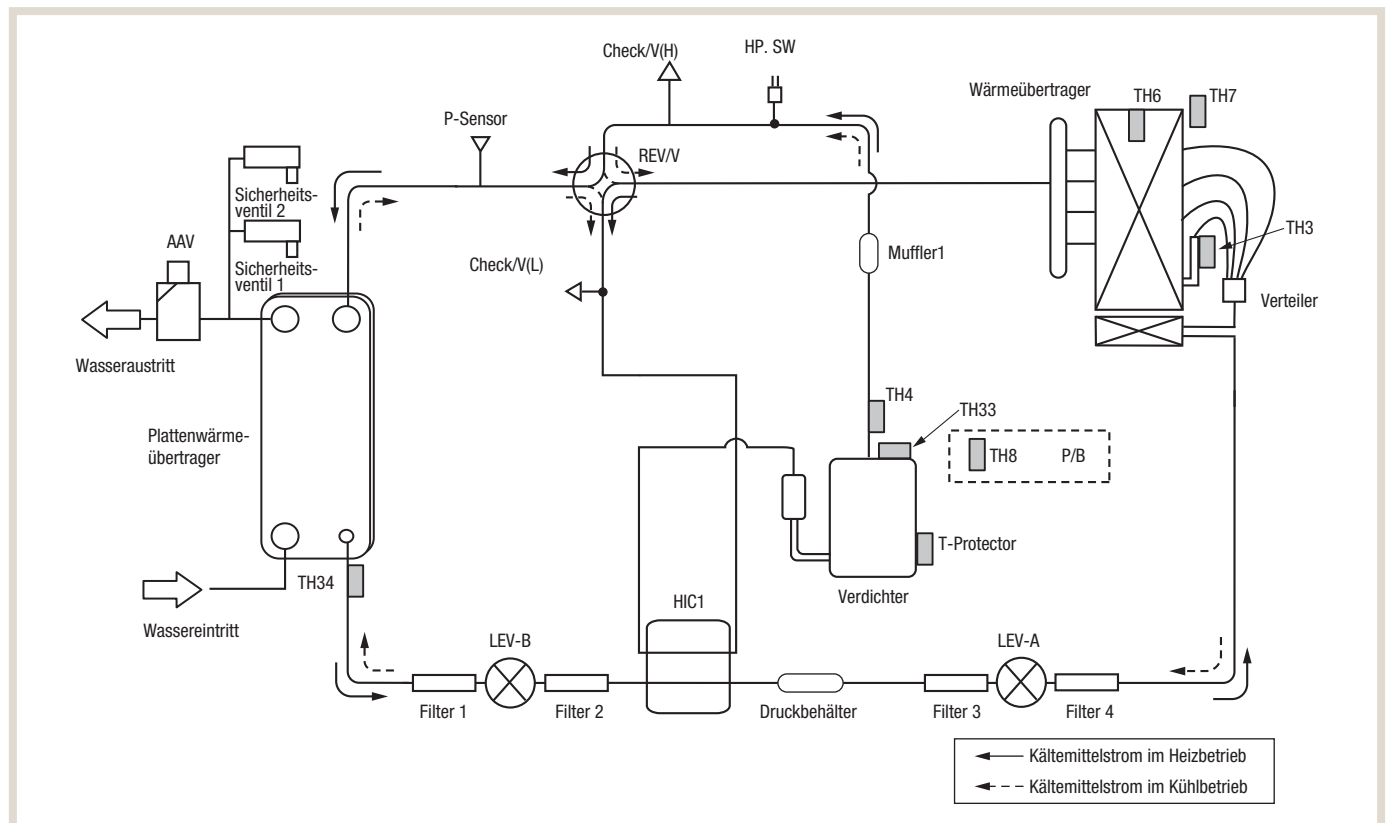 Check/V(H)
HP. SW
Wärmeübertrager
TH6
TH7
P-Sensor
REV/V
Sicherheits-
ventil 2
AAV
Sicherheits-
ventil 1
Check/V(L)
Muffler1
TH3
Verteiler
Wasseraustritt
TH4
TH33
Plattenwärme-
übertrager
TH8
P/B
T-Protector
TH34
Verdichter
HIC1
Wassereintritt
LEV-B
LEV-A
Filter 1
Filter 2
Druckbehälter
Filter 3
Filter 4
Kältemittelstrom im Heizbetrieb
Kältemittelstrom im Kühlbetrieb